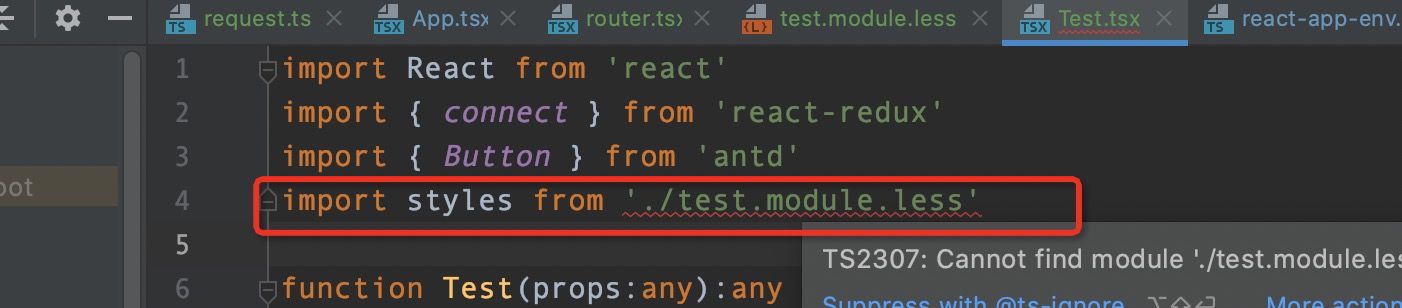 request.ts App.tsx router.tsx test.module.less Test.tsx react-app-env.
TS TSX TSX {L} TSX TS
1 import React from 'react'
2 import { connect } from 'react-redux'
3 import { Button } from 'antd'
oot 4 import styles from './test.module.less'
5
TS2307: Cannot find module './test.module.les
6 function Test(props:any):any
Suppress with @ts-ignore ⌥⇧↩ More action